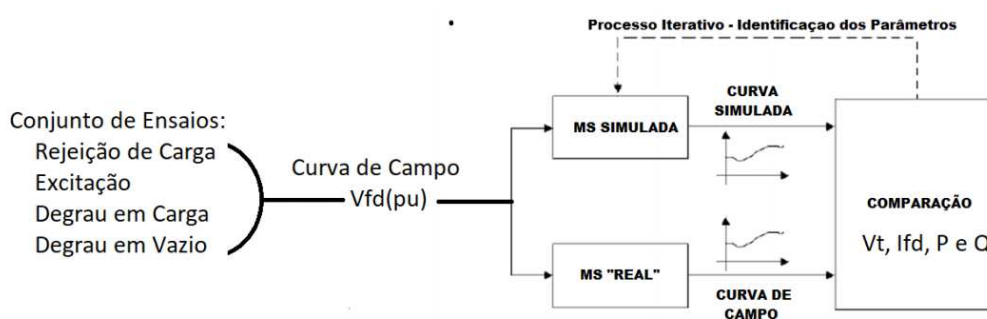 Processo Iterativo - Identificaçao dos Parâmetros
Conjunto de Ensaios:
Rejeição de Carga
Excitação
Degrau em Carga
Degrau em Vazio
Curva de Campo
Vfd(pu)
MS SIMULADA
CURVA
SIMULADA
MS "REAL"
CURVA DE
CAMPO
COMPARAÇÃO
Vt, Ifd, P e Q